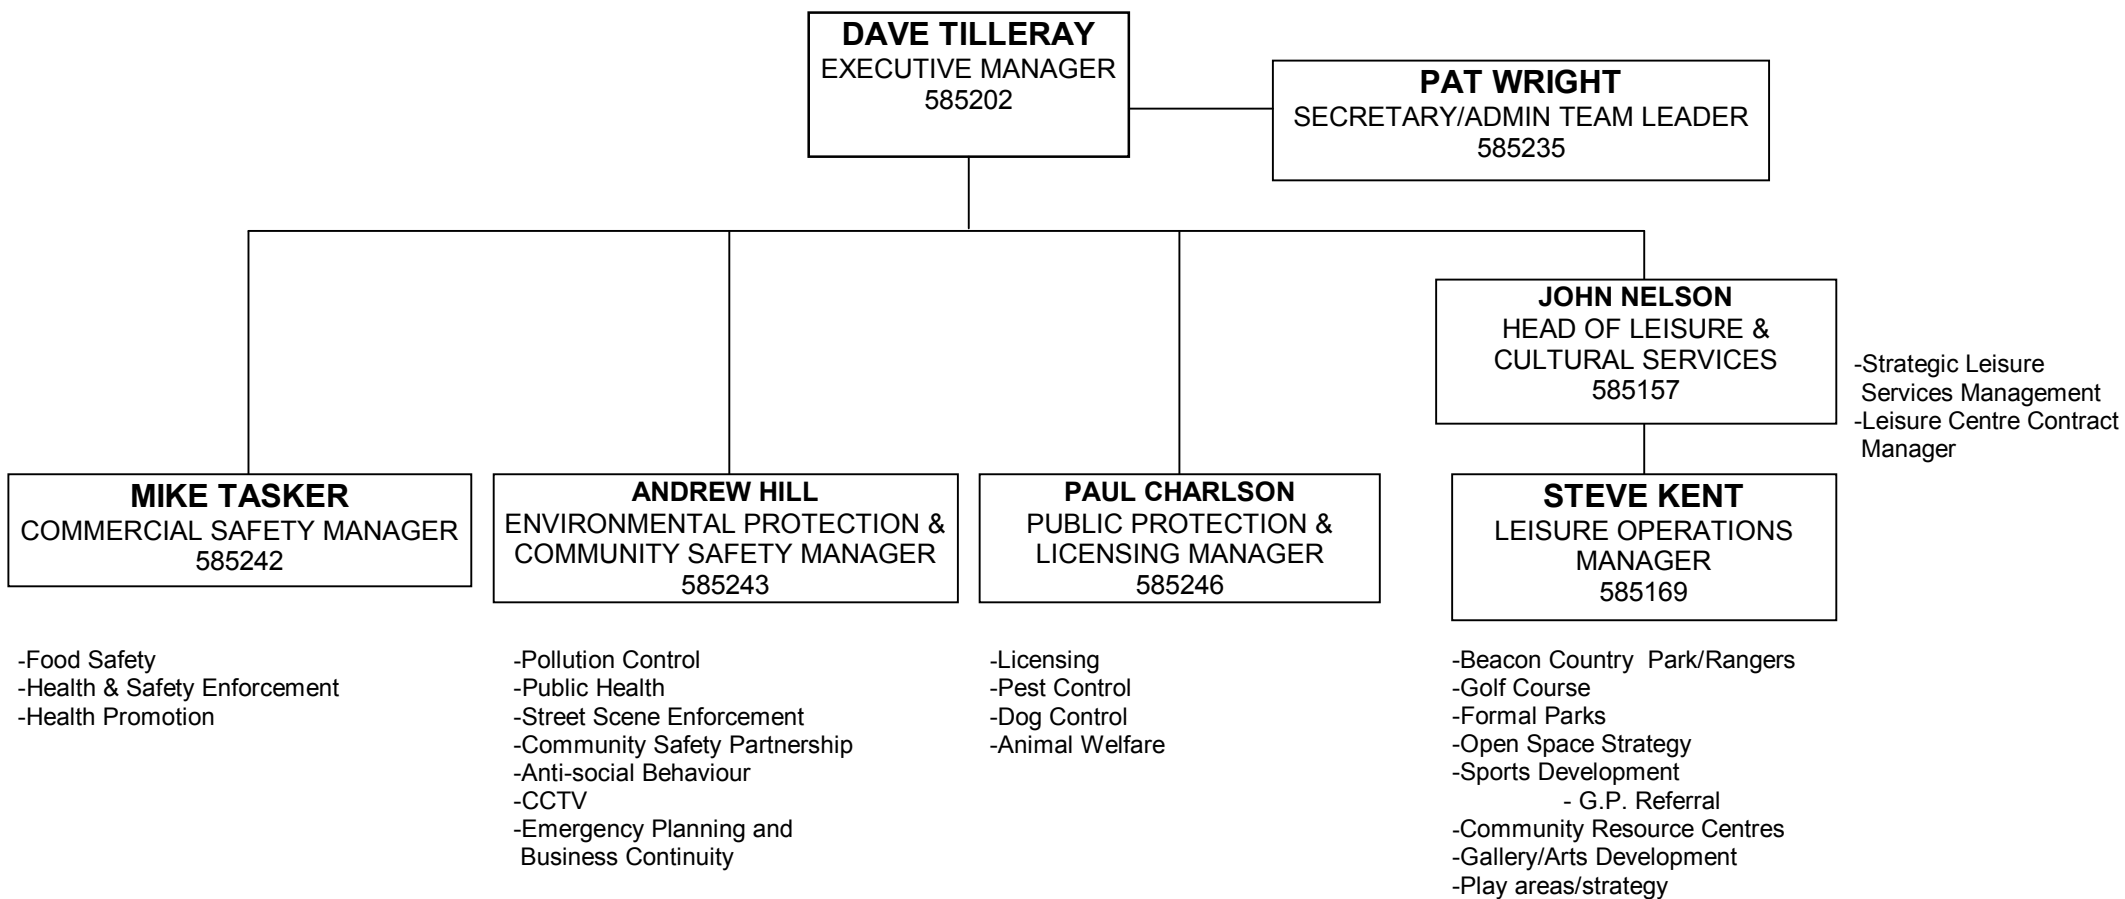 DAVE TILLERAY
EXECUTIVE MANAGER
585202
PAT WRIGHT
SECRETARY/ADMIN TEAM LEADER
585235
JOHN NELSON
HEAD OF LEISURE &
CULTURAL SERVICES
585157
-Strategic Leisure
Services Management
-Leisure Centre Contract
Manager
MIKE TASKER
COMMERCIAL SAFETY MANAGER
585242
ANDREW HILL
ENVIRONMENTAL PROTECTION &
COMMUNITY SAFETY MANAGER
585243
PAUL CHARLSON
PUBLIC PROTECTION &
LICENSING MANAGER
585246
STEVE KENT
LEISURE OPERATIONS
MANAGER
585169
-Food Safety
-Health & Safety Enforcement
-Health Promotion
-Pollution Control
-Public Health
-Street Scene Enforcement
-Community Safety Partnership
-Anti-social Behaviour
-CCTV
-Emergency Planning and
Business Continuity
-Licensing
-Pest Control
-Dog Control
-Animal Welfare
-Beacon Country  Park/Rangers
-Golf Course
-Formal Parks
-Open Space Strategy
-Sports Development
- G.P. Referral
-Community Resource Centres
-Gallery/Arts Development
-Play areas/strategy